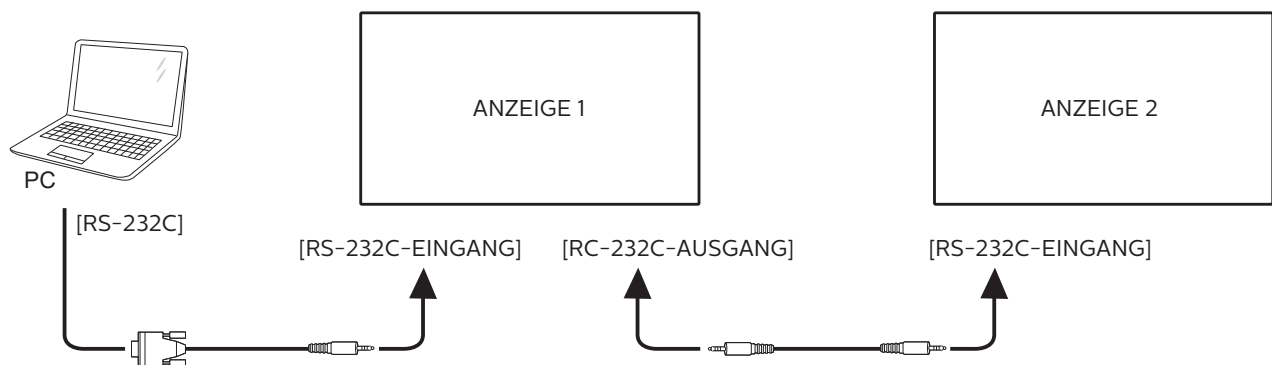 ANZEIGE 1
ANZEIGE 2
PC
[RS-232C]
[RS-232C-EINGANG]
[RC-232C-AUSGANG]
[RS-232C-EINGANG]